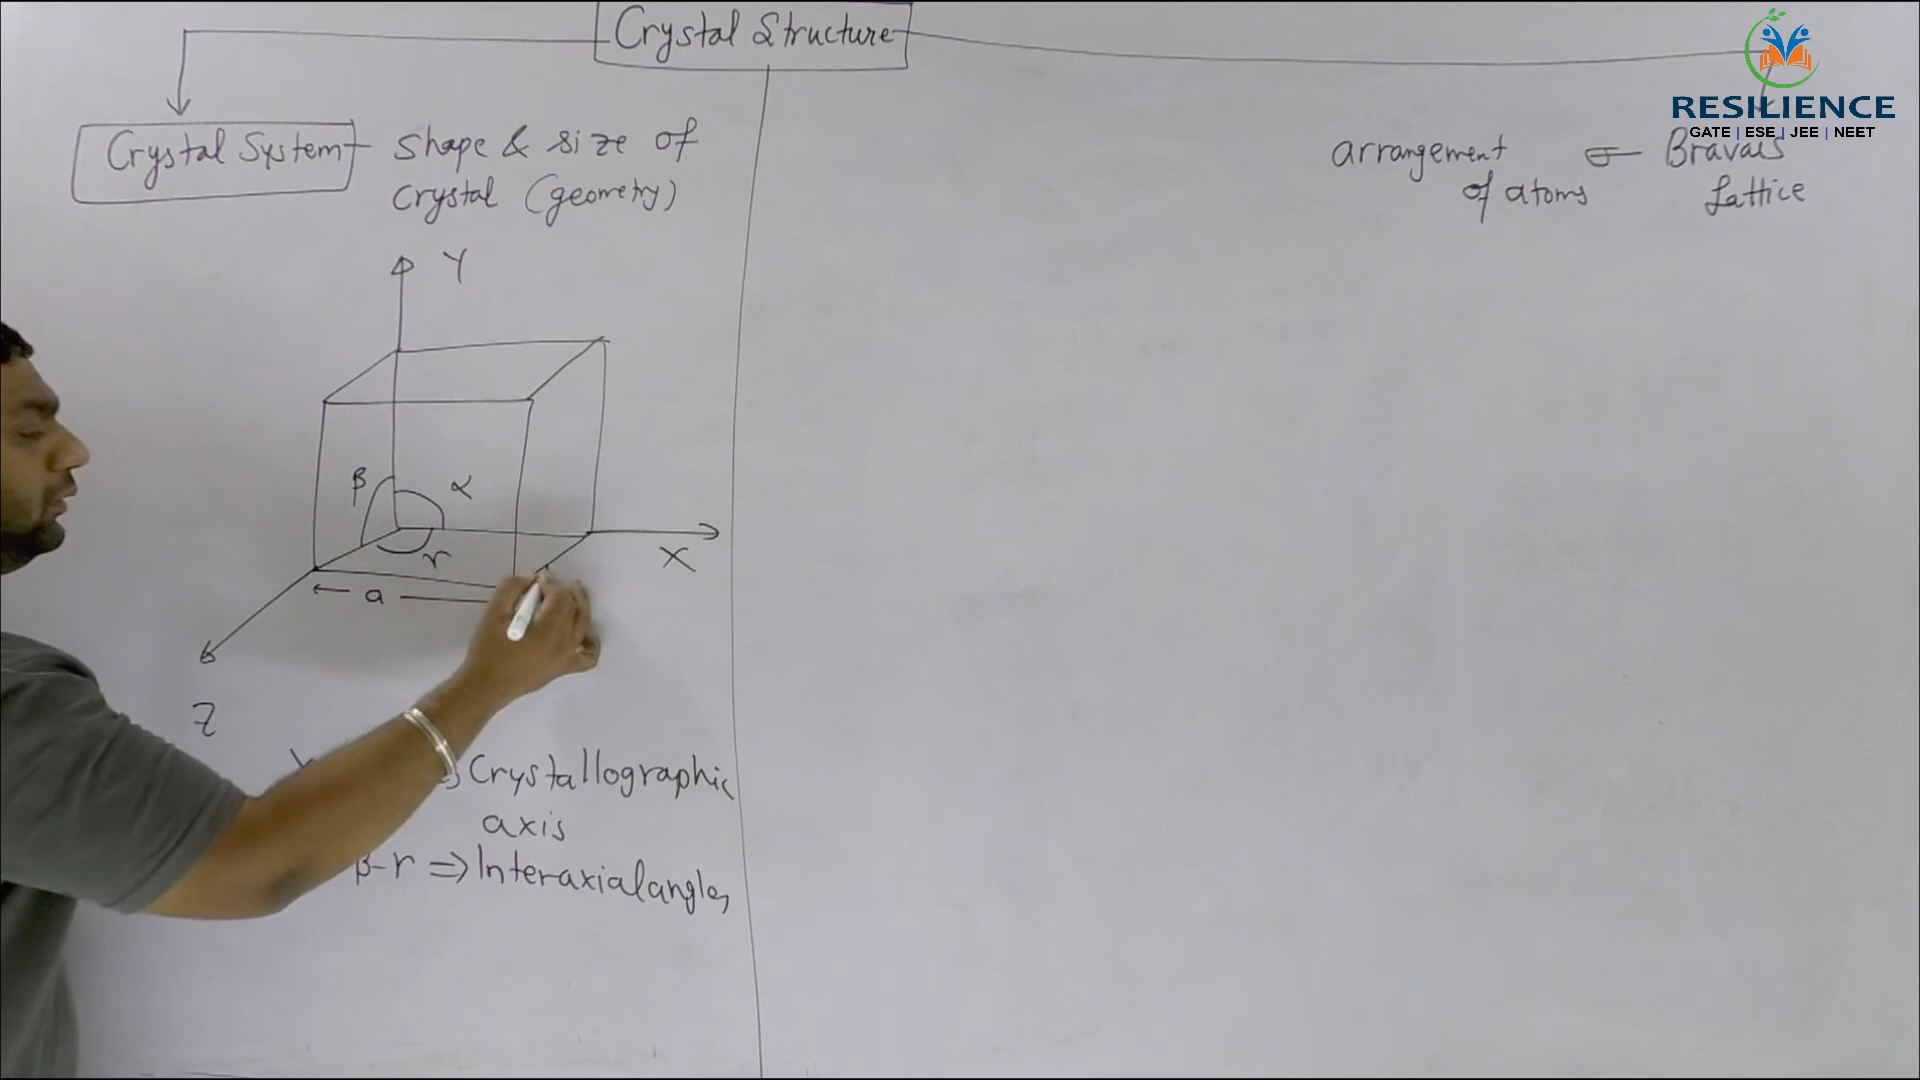 Crystal Structure
RESILIENCE
GATE | ESE | JEE | NEET
Crystal System
Shape & size of
Crystal (geometry)
arrangement
of atoms
Bravais
Lattice
Y
β
α
r
X
a
Z
Crystallographic
axis
β-r ⇒ Interaxial angles